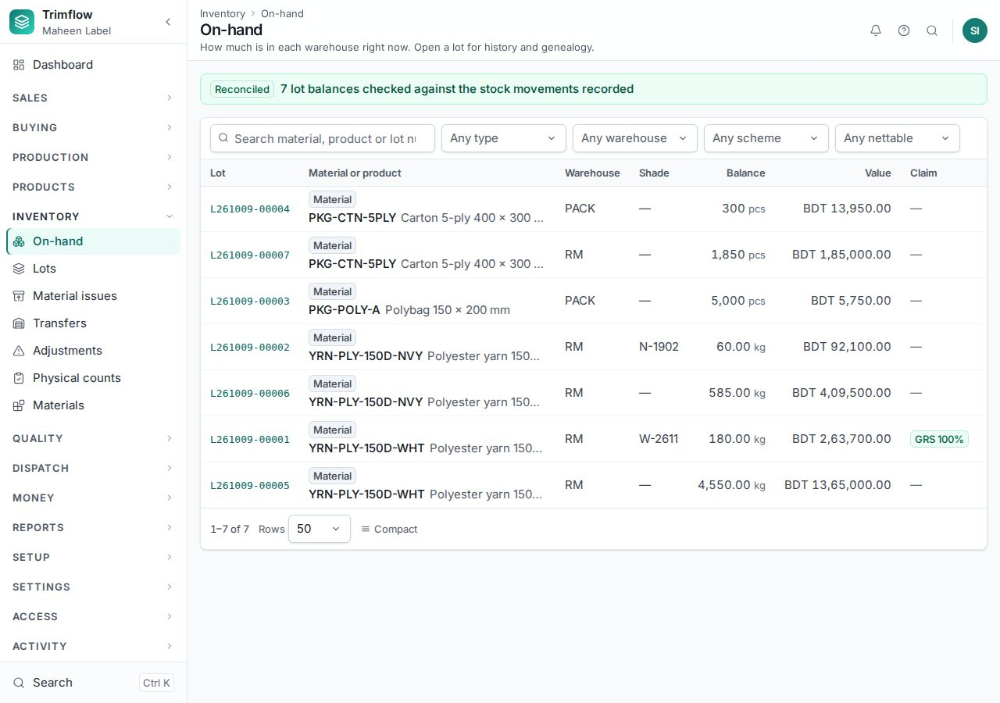 Trimflow
Maheen Label
Dashboard
SALES
BUYING
PRODUCTION
PRODUCTS
INVENTORY
On-hand
Lots
Material issues
Transfers
Adjustments
Physical counts
Materials
QUALITY
DISPATCH
MONEY
REPORTS
SETUP
SETTINGS
ACCESS
ACTIVITY
Search Ctrl K
Inventory On-hand
On-hand
How much is in each warehouse right now. Open a lot for history and genealogy.
SI
Reconciled 7 lot balances checked against the stock movements recorded
Search material, product or lot nu Any type Any warehouse Any scheme Any nettable
Lot Material or product Warehouse Shade Balance Value Claim
Material
L261009-00004 PKG-CTN-5PLY Carton 5-ply 400 × 300 ... PACK — 300 pcs BDT 13,950.00 —
Material
L261009-00007 PKG-CTN-5PLY Carton 5-ply 400 × 300 ... RM — 1,850 pcs BDT 1,85,000.00 —
Material
L261009-00003 PKG-POLY-A Polybag 150 × 200 mm PACK — 5,000 pcs BDT 5,750.00 —
Material
L261009-00002 YRN-PLY-150D-NVY Polyester yarn 150... RM N-1902 60.00 kg BDT 92,100.00 —
Material
L261009-00006 YRN-PLY-150D-NVY Polyester yarn 150... RM — 585.00 kg BDT 4,09,500.00 —
Material
L261009-00001 YRN-PLY-150D-WHT Polyester yarn 150... RM W-2611 180.00 kg BDT 2,63,700.00 GRS 100%
Material
L261009-00005 YRN-PLY-150D-WHT Polyester yarn 150... RM — 4,550.00 kg BDT 13,65,000.00 —
1–7 of 7 Rows 50 Compact